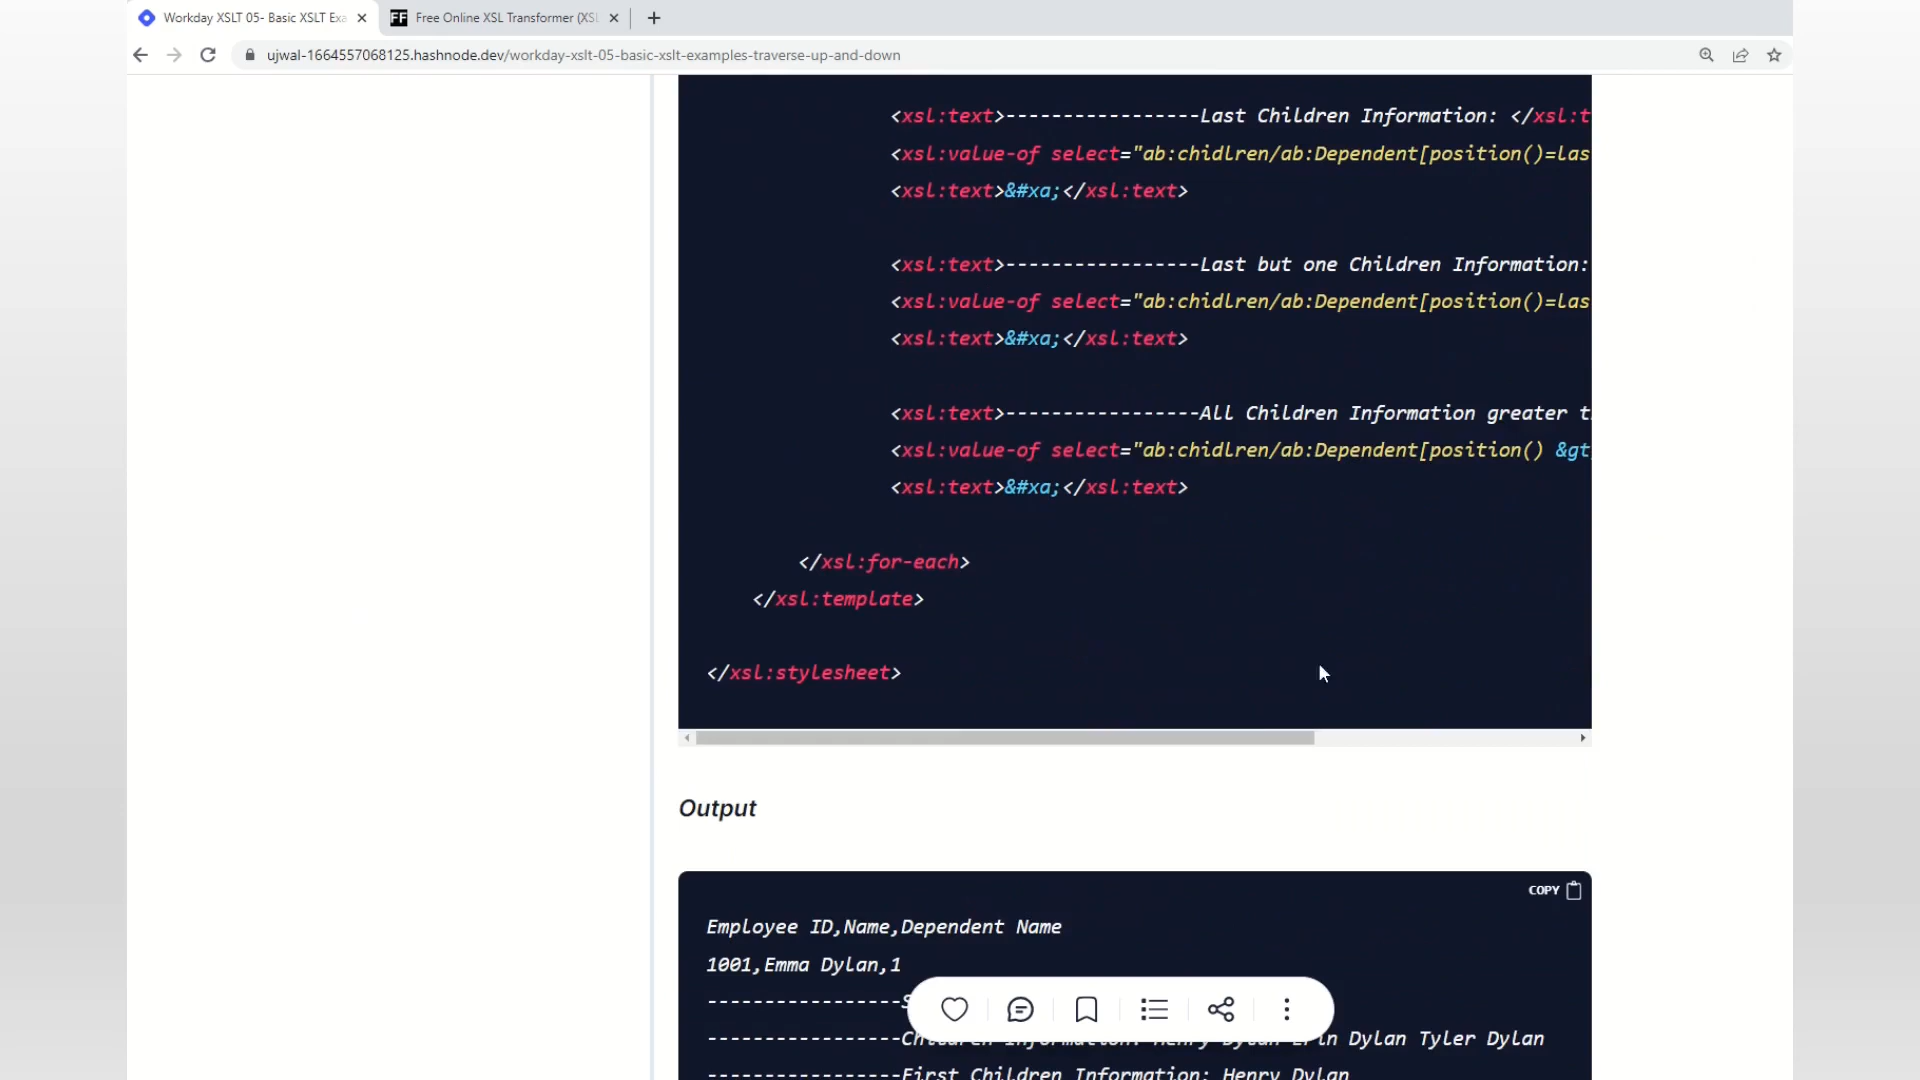 Workday XSLT 05- Basic XSLT Exa
Free Online XSL Transformer (XSL
ujwal-1664557068125.hashnode.dev/workday-xslt-05-basic-xslt-examples-traverse-up-and-down
<xsl:text>-----------------Last Children Information: </xsl:t
<xsl:value-of select="ab:chidlren/ab:Dependent[position()=las
<xsl:text>&#xa;</xsl:text>
<xsl:text>-----------------Last but one Children Information:
<xsl:value-of select="ab:chidlren/ab:Dependent[position()=las
<xsl:text>&#xa;</xsl:text>
<xsl:text>-----------------All Children Information greater t
<xsl:value-of select="ab:chidlren/ab:Dependent[position() &gt
<xsl:text>&#xa;</xsl:text>
</xsl:for-each>
</xsl:template>
</xsl:stylesheet>
Output
COPY
Employee ID,Name,Dependent Name
1001,Emma Dylan,1
-----------------
-----------------Children Information: Henry Dylan Erin Dylan Tyler Dylan
-----------------First Children Information: Henry Dylan